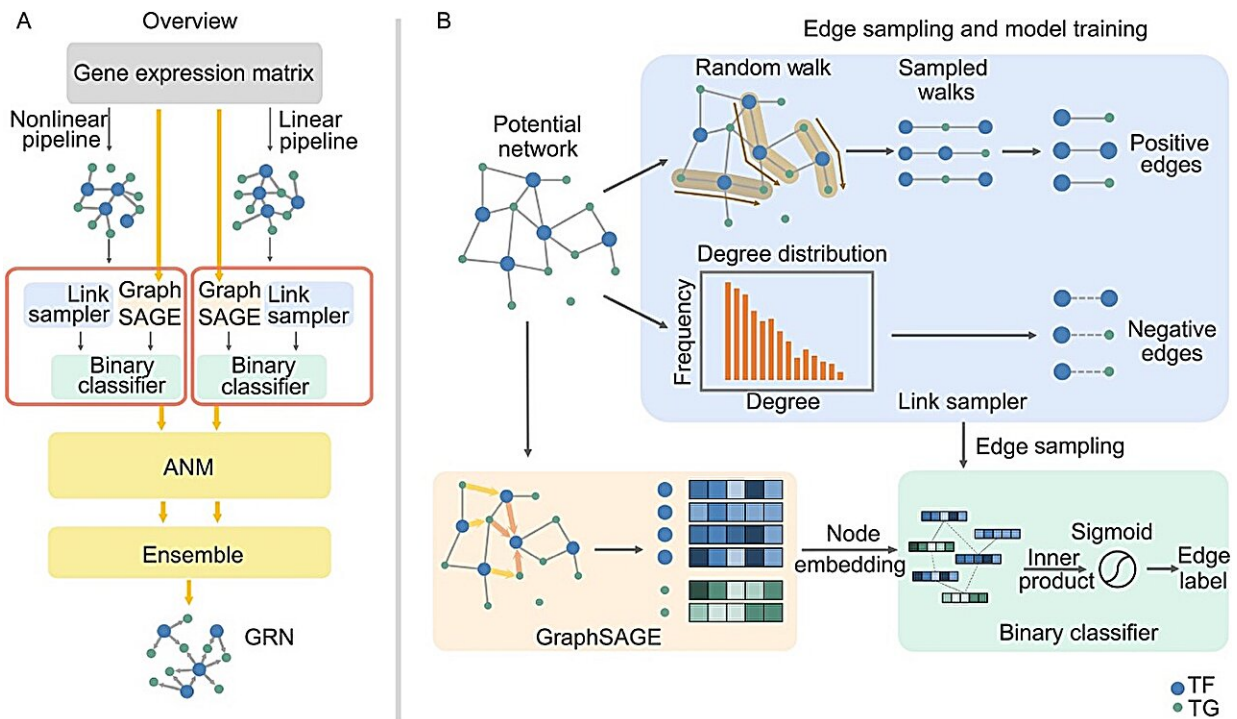 A
Overview
Gene expression matrix
Nonlinear
pipeline
Linear
pipeline
Link
sampler
Graph
SAGE
Graph
SAGE
Link
sampler
Binary
classifier
Binary
classifier
ANM
Ensemble
GRN
B
Edge sampling and model training
Potential
network
Random walk
Sampled
walks
Positive
edges
Degree distribution
Frequency
Degree
Negative
edges
Link sampler
Edge sampling
GraphSAGE
Node
embedding
Inner
product
Sigmoid
Edge
label
Binary classifier
TF
TG